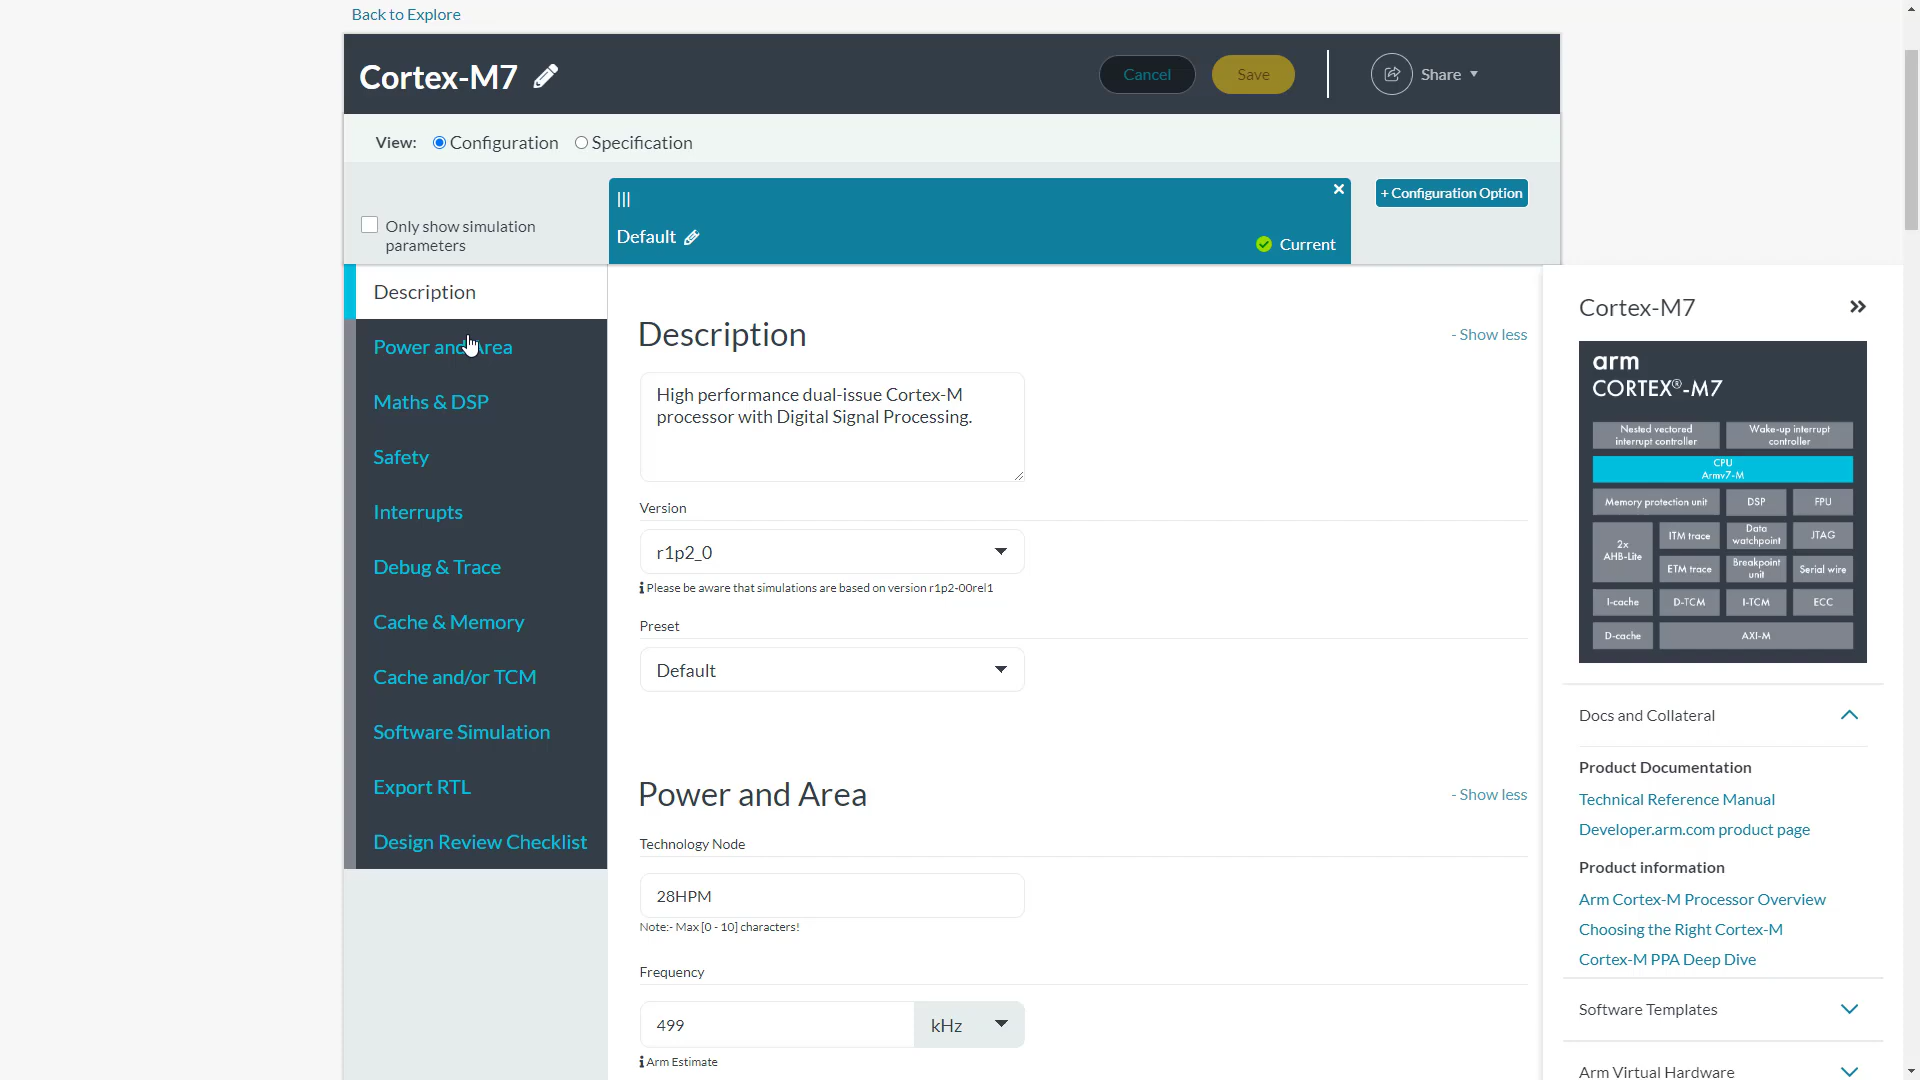 Back to Explore
Cortex-M7
Cancel
Save
Share
View:
Configuration
Specification
Only show simulation
parameters
Default
Current
+ Configuration Option
Description
Power and Area
Maths & DSP
Safety
Interrupts
Debug & Trace
Cache & Memory
Cache and/or TCM
Software Simulation
Export RTL
Design Review Checklist
Description
- Show less
High performance dual-issue Cortex-M
processor with Digital Signal Processing.
Version
r1p2_0
Please be aware that simulations are based on version r1p2-00rel1
Preset
Default
Power and Area
- Show less
Technology Node
28HPM
Note:- Max [0 - 10] characters!
Frequency
499
kHz
Arm Estimate
Cortex-M7
arm
CORTEX®-M7
Nested vectored
interrupt controller
Wake-up interrupt
controller
CPU
Armv7-M
Memory protection unit
DSP
FPU
2x
AHB-Lite
ITM trace
Data
watchpoint
JTAG
ETM trace
Breakpoint
unit
Serial wire
I-cache
D-TCM
I-TCM
ECC
D-cache
AXI-M
Docs and Collateral
Product Documentation
Technical Reference Manual
Developer.arm.com product page
Product information
Arm Cortex-M Processor Overview
Choosing the Right Cortex-M
Cortex-M PPA Deep Dive
Software Templates
Arm Virtual Hardware